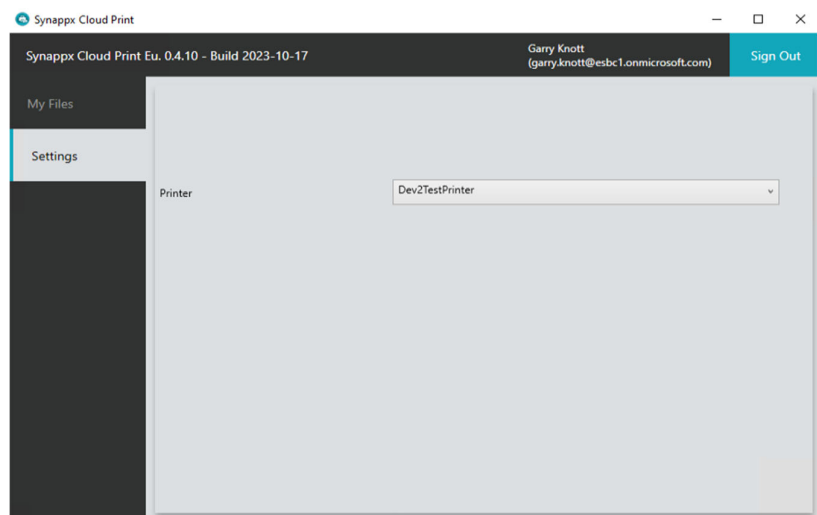 Synappx Cloud Print
Synappx Cloud Print Eu. 0.4.10 - Build 2023-10-17
Garry Knott
(garry.knott@esbc1.onmicrosoft.com)
Sign Out
My Files
Settings
Printer
Dev2TestPrinter